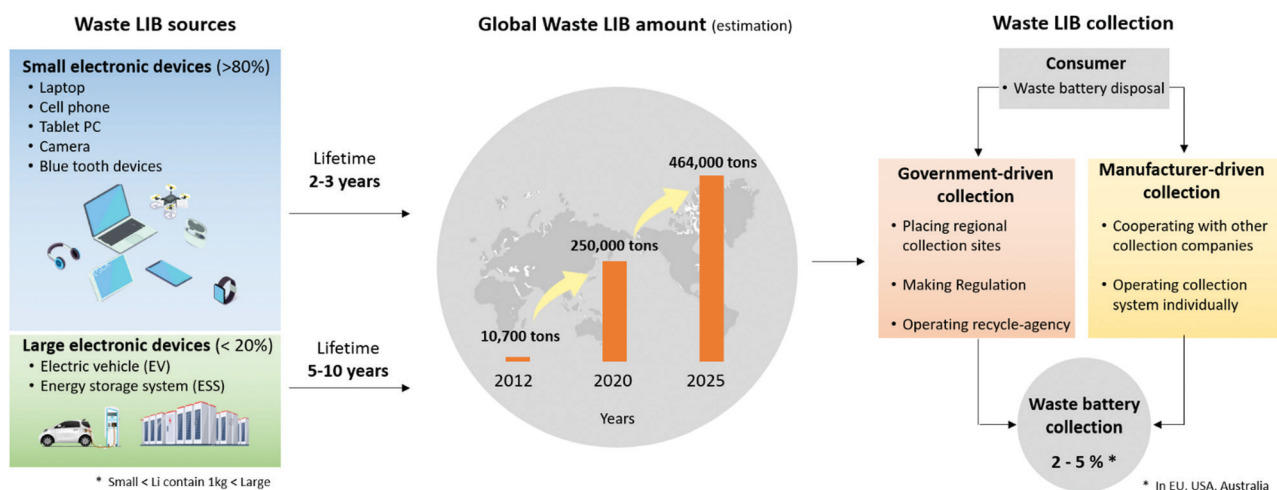 Waste LIB sources
Small electronic devices (>80%)
• Laptop
• Cell phone
• Tablet PC
• Camera
• Blue tooth devices
Large electronic devices (< 20%)
• Electric vehicle (EV)
• Energy storage system (ESS)
* Small < Li contain 1kg < Large
Lifetime
2-3 years
Lifetime
5-10 years
Global Waste LIB amount (estimation)
464,000 tons
250,000 tons
10,700 tons
2012 2020 2025
Years
Waste LIB collection
Consumer
• Waste battery disposal
Government-driven
collection
• Placing regional
collection sites
• Making Regulation
• Operating recycle-agency
Manufacturer-driven
collection
• Cooperating with other
collection companies
• Operating collection
system individually
Waste battery
collection
2 - 5 % *
* In EU, USA, Australia